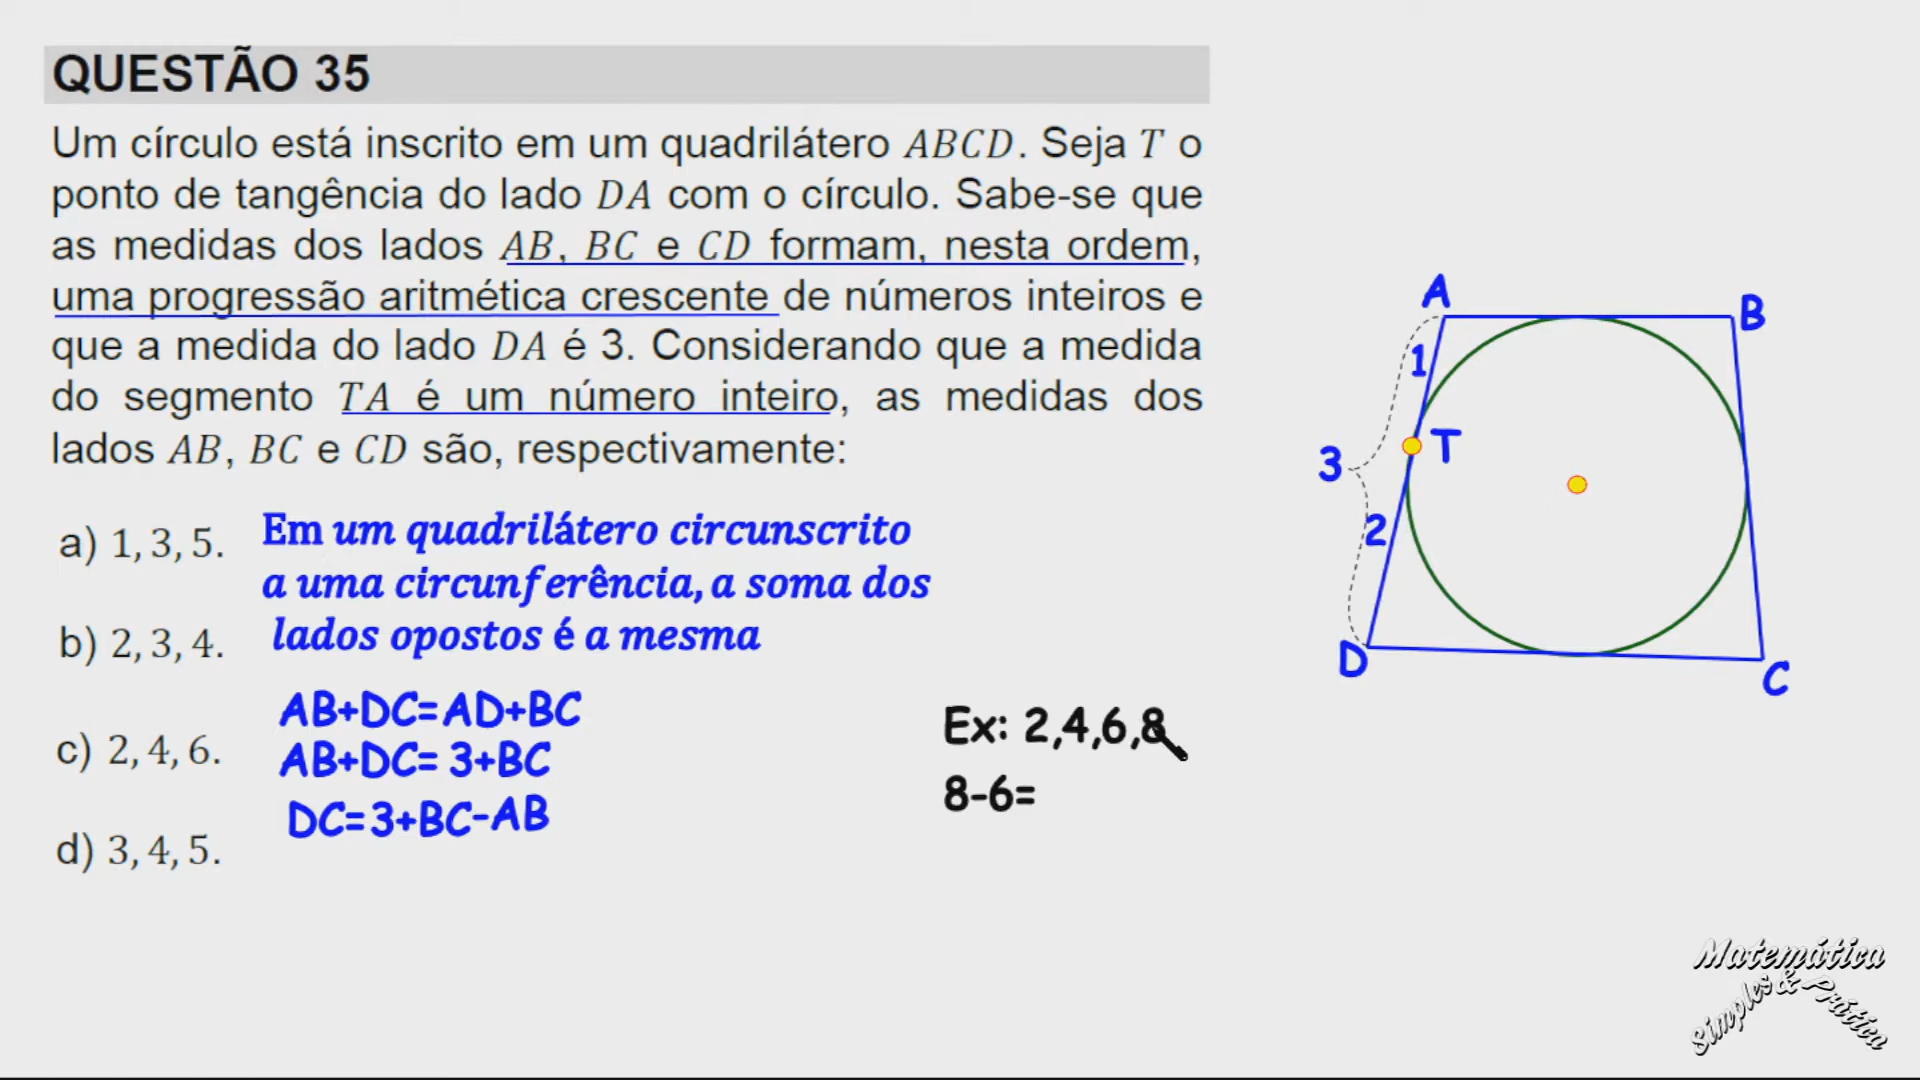 QUESTÃO 35
Um círculo está inscrito em um quadrilátero ABCD. Seja T o
ponto de tangência do lado DA com o círculo. Sabe-se que
as medidas dos lados AB, BC e CD formam, nesta ordem,
uma progressão aritmética crescente de números inteiros e
que a medida do lado DA é 3. Considerando que a medida
do segmento TA é um número inteiro, as medidas dos
lados AB, BC e CD são, respectivamente:
a) 1, 3, 5.
b) 2, 3, 4.
c) 2, 4, 6.
d) 3, 4, 5.
Em um quadrilátero circunscrito
a uma circunferência, a soma dos
lados opostos é a mesma
AB+DC=AD+BC
AB+DC= 3+BC
DC=3+BC-AB
Ex: 2,4,6,8
8-6=
A
B
1
T
3
2
D
C
Matemática
Simples & Prática